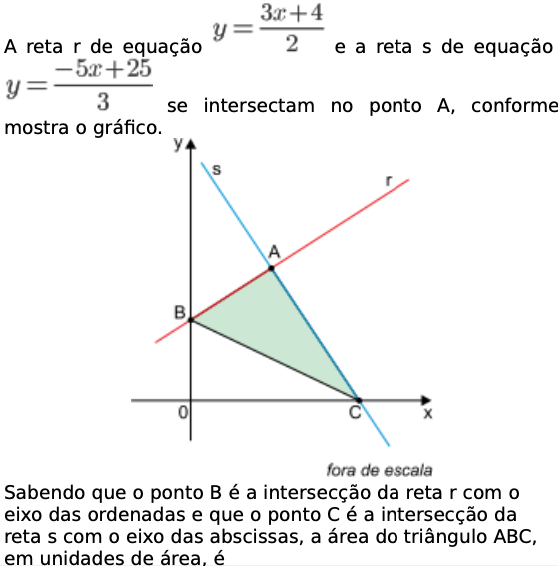 A reta r de equação y = (3x+4)/2 e a reta s de equação
y = (-5x+25)/3 se intersectam no ponto A, conforme
mostra o gráfico.
y
s
r
A
B
0
C
x
fora de escala
Sabendo que o ponto B é a intersecção da reta r com o
eixo das ordenadas e que o ponto C é a intersecção da
reta s com o eixo das abscissas, a área do triângulo ABC,
em unidades de área, é